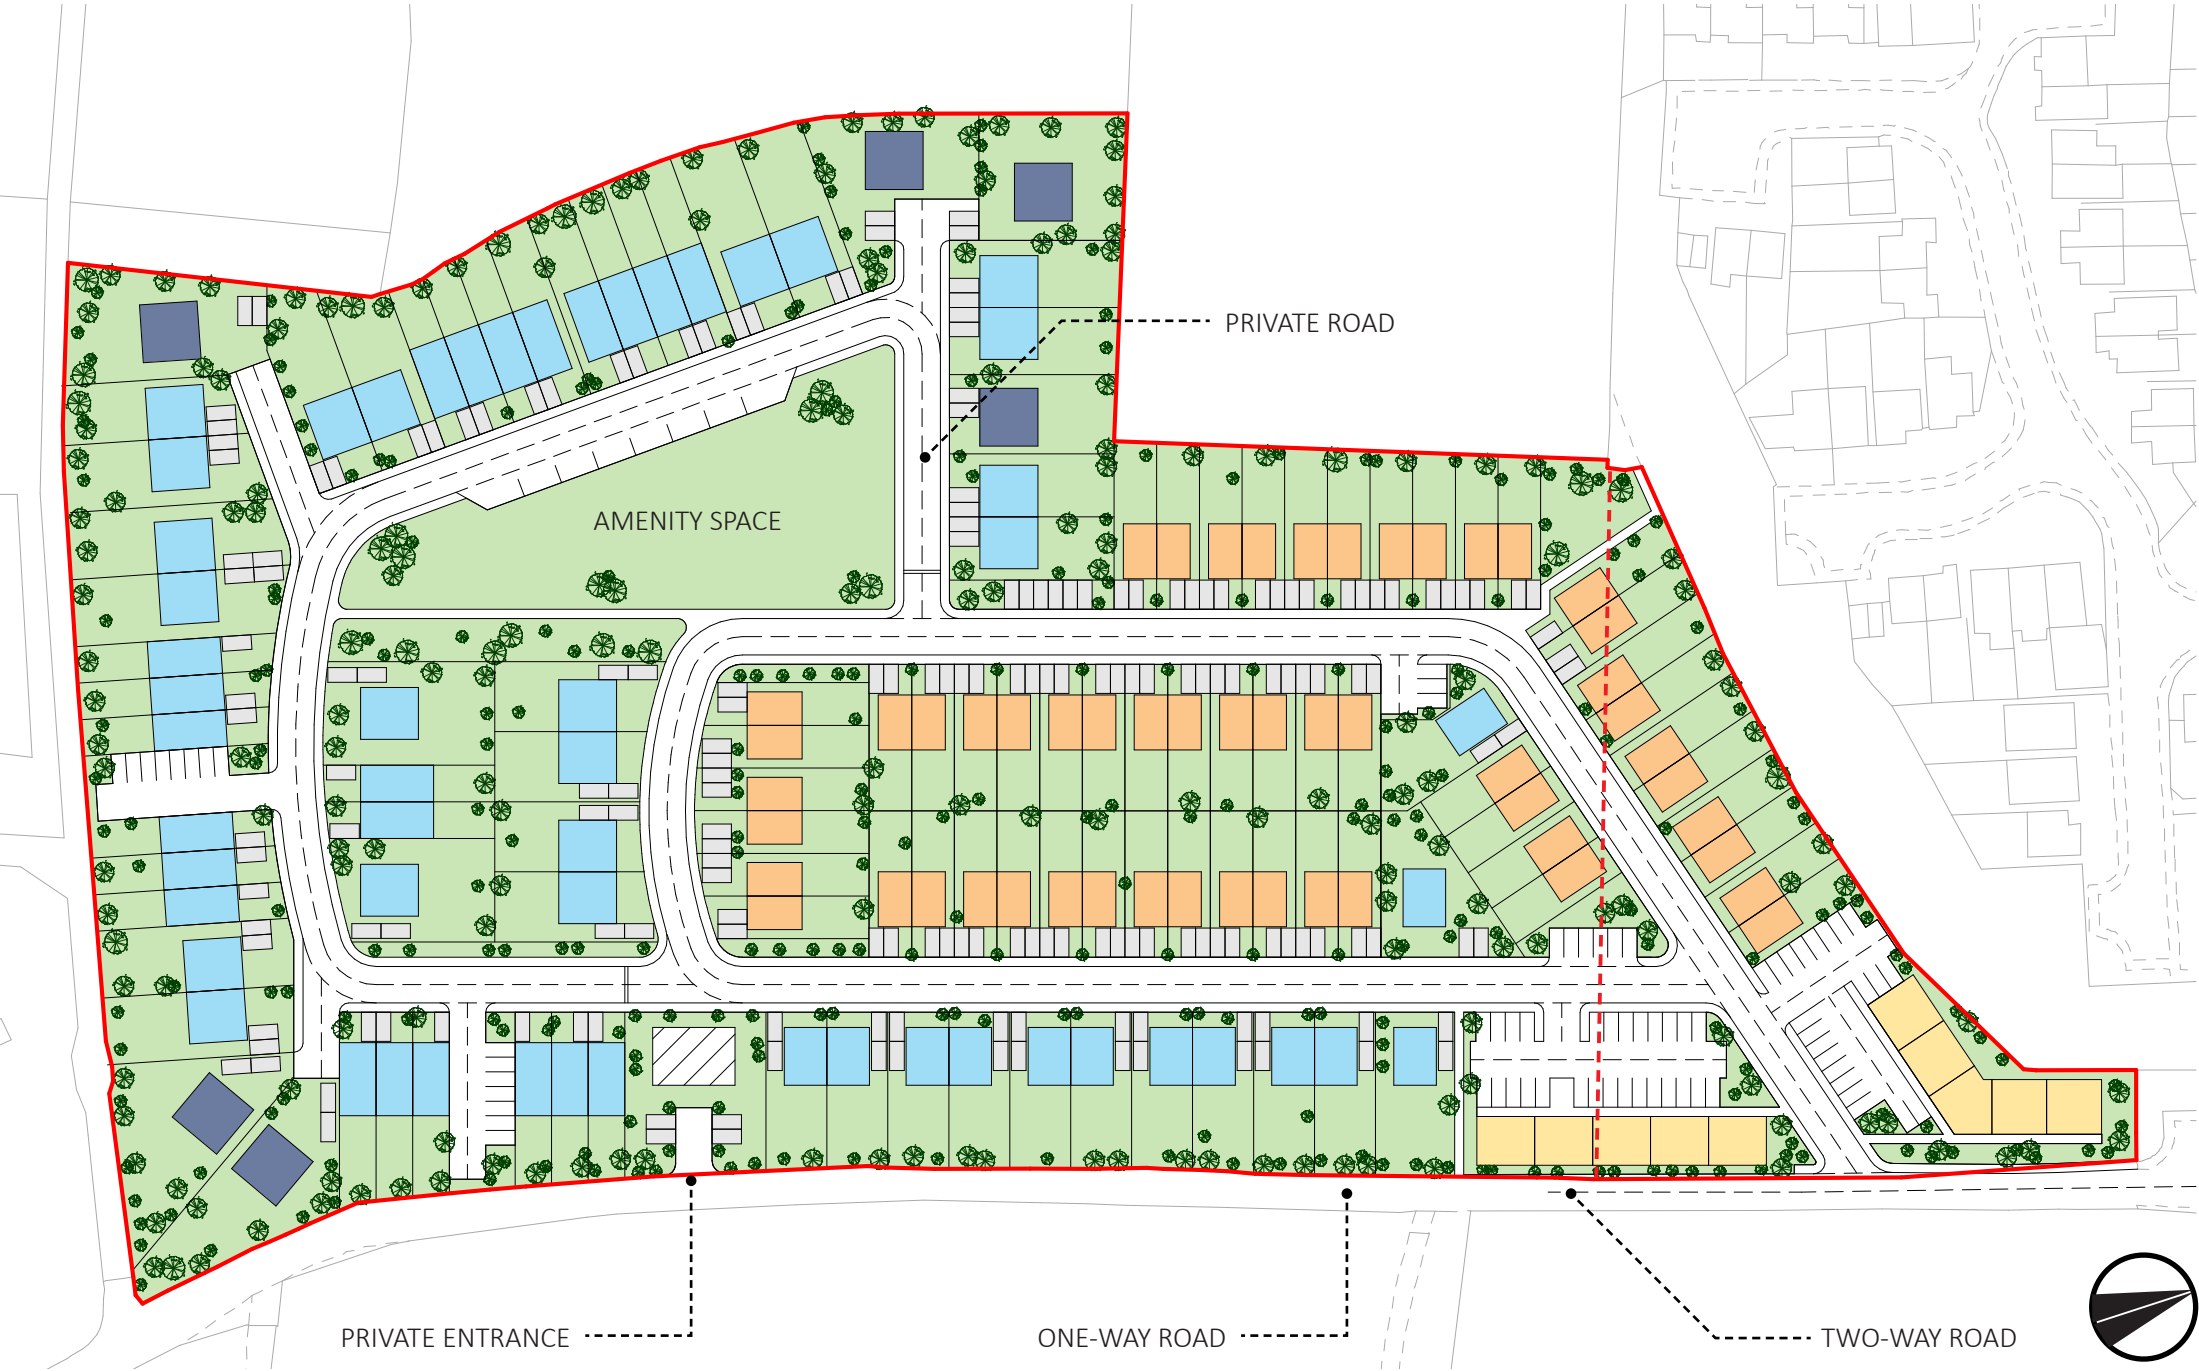 PRIVATE ROAD
AMENITY SPACE
PRIVATE ENTRANCE
ONE-WAY ROAD
TWO-WAY ROAD